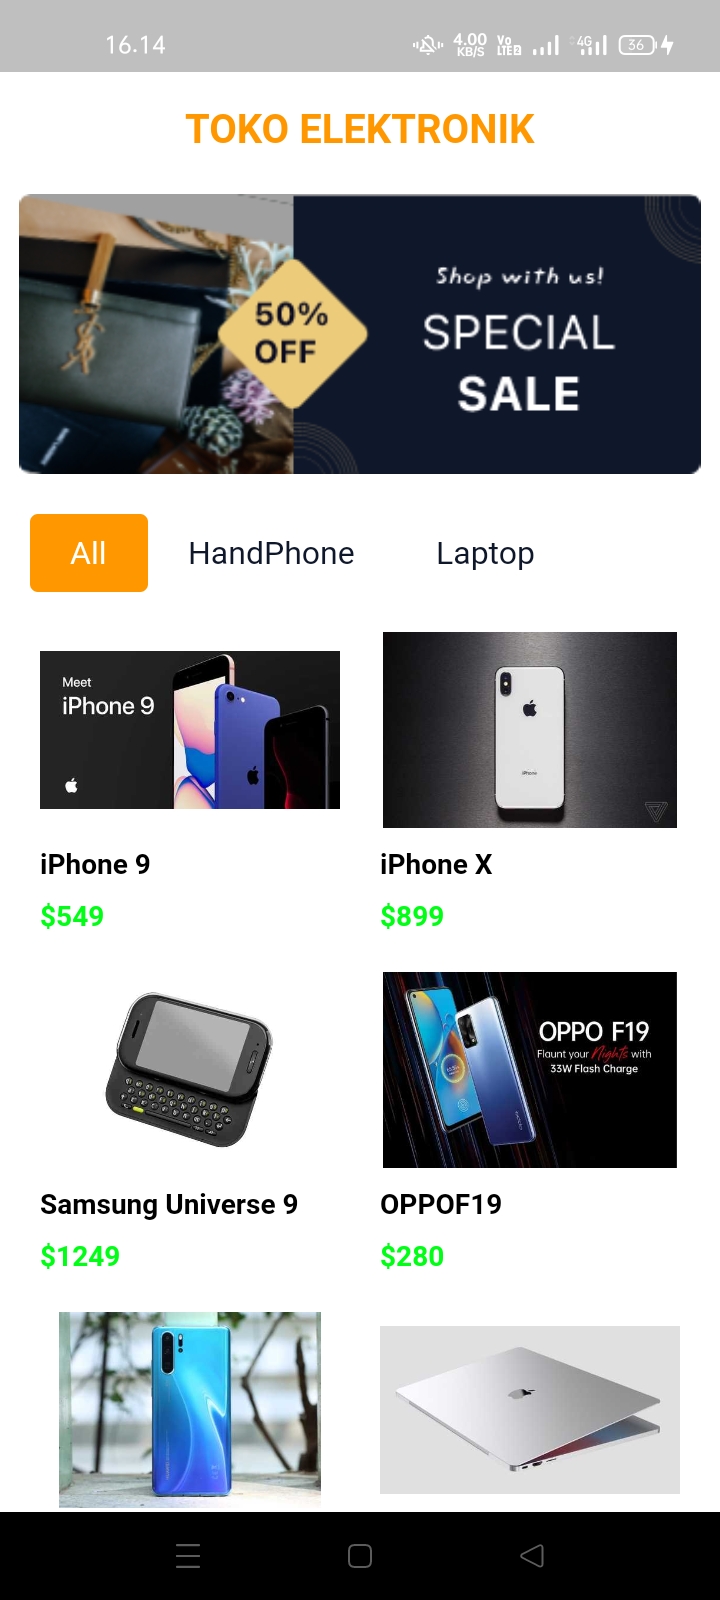 16.14
4.00
KB/S
Vo
LTE2
4G
36
TOKO ELEKTRONIK
50%
OFF
Shop with us!
SPECIAL
SALE
All
HandPhone
Laptop
Meet
iPhone 9
iPhone
iPhone 9
iPhone X
$549
$899
OPPO F19
Flaunt your Nights with
33W Flash Charge
Samsung Universe 9
OPPOF19
$1249
$280